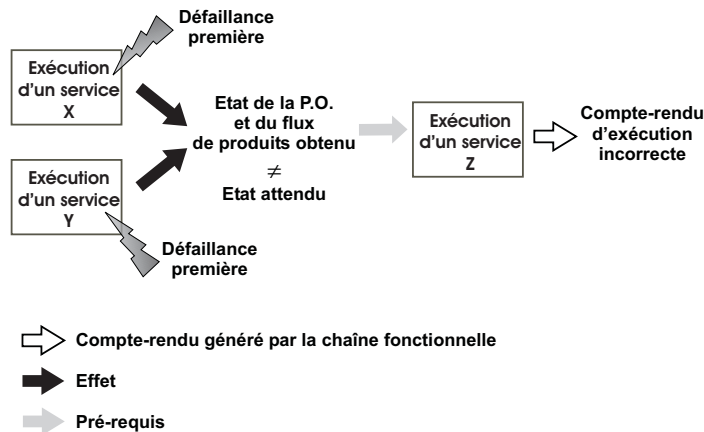 Défaillance
première
Exécution
d'un service
X
Etat de la P.O.
et du flux
de produits obtenu
≠
Etat attendu
Exécution
d'un service
Z
Compte-rendu
d'exécution
incorrecte
Exécution
d'un service
Y
Défaillance
première
Compte-rendu généré par la chaîne fonctionnelle
Effet
Pré-requis